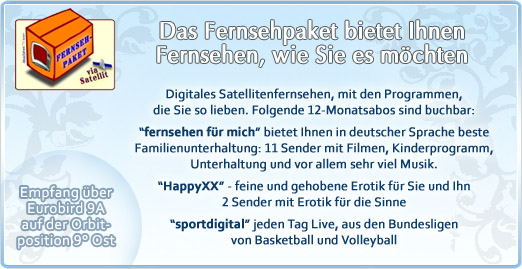 Das Fernsehpaket bietet Ihnen
Fernsehen, wie Sie es möchten
FERNSEH-
PAKET
via
Satellit
Digitales Satellitenfernsehen, mit den Programmen,
die Sie so lieben. Folgende 12-Monatsabos sind buchbar:
“fernsehen für mich” bietet Ihnen in deutscher Sprache beste
Familienunterhaltung: 11 Sender mit Filmen, Kinderprogramm,
Unterhaltung und vor allem sehr viel Musik.
“HappyXX” - feine und gehobene Erotik für Sie und Ihn
2 Sender mit Erotik für die Sinne
“sportdigital” jeden Tag Live, aus den Bundesligen
von Basketball und Volleyball
Empfang über
Eurobird 9A
auf der Orbit-
position 9° Ost